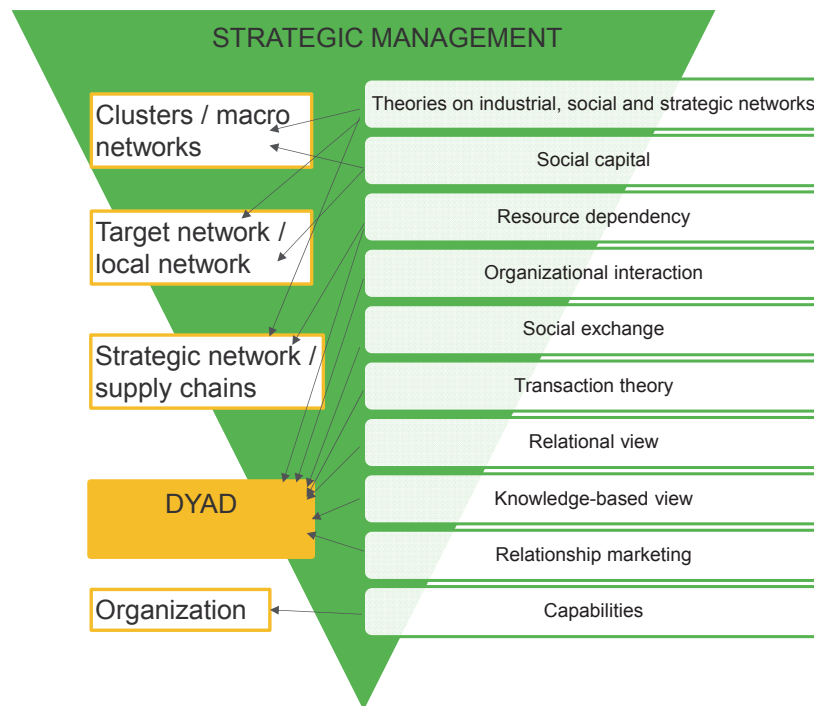 STRATEGIC MANAGEMENT
Clusters / macro
networks
Target network /
local network
Strategic network /
supply chains
DYAD
Organization
Theories on industrial, social and strategic networks
Social capital
Resource dependency
Organizational interaction
Social exchange
Transaction theory
Relational view
Knowledge-based view
Relationship marketing
Capabilities